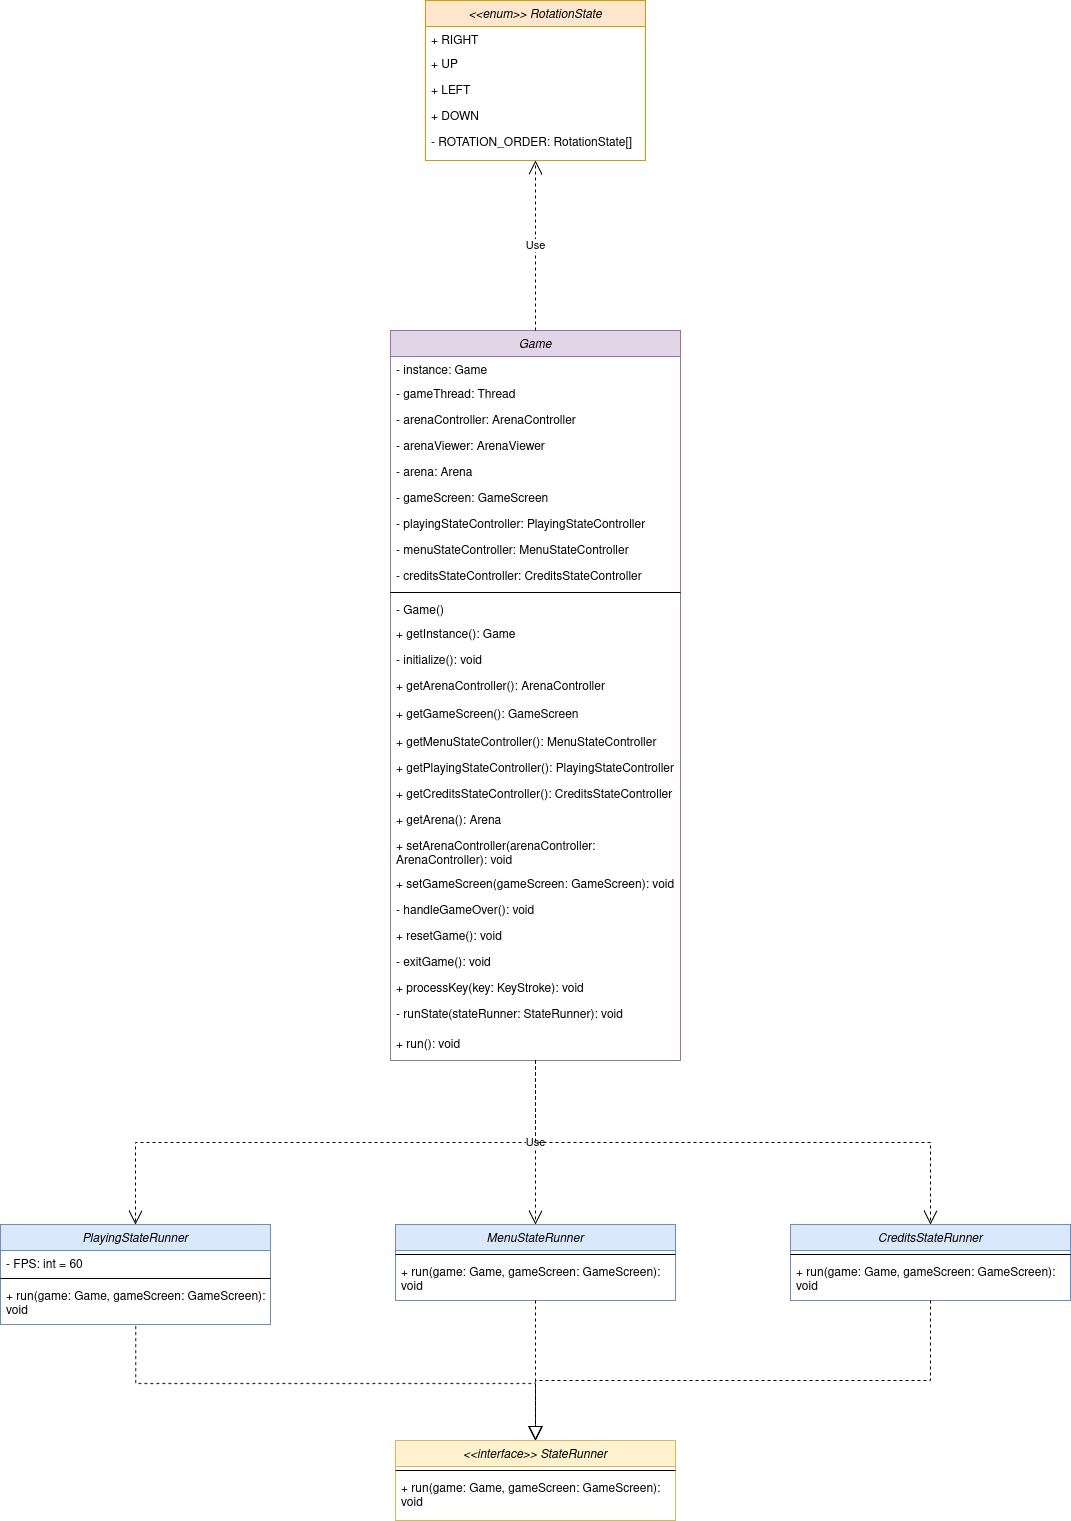 <<enum>> RotationState
+ RIGHT
+ UP
+ LEFT
+ DOWN
- ROTATION_ORDER: RotationState[]
Use
Game
- instance: Game
- gameThread: Thread
- arenaController: ArenaController
- arenaViewer: ArenaViewer
- arena: Arena
- gameScreen: GameScreen
- playingStateController: PlayingStateController
- menuStateController: MenuStateController
- creditsStateController: CreditsStateController
- Game()
+ getInstance(): Game
- initialize(): void
+ getArenaController(): ArenaController
+ getGameScreen(): GameScreen
+ getMenuStateController(): MenuStateController
+ getPlayingStateController(): PlayingStateController
+ getCreditsStateController(): CreditsStateController
+ getArena(): Arena
+ setArenaController(arenaController:
ArenaController): void
+ setGameScreen(gameScreen: GameScreen): void
- handleGameOver(): void
+ resetGame(): void
- exitGame(): void
+ processKey(key: KeyStroke): void
- runState(stateRunner: StateRunner): void
+ run(): void
Use
PlayingStateRunner
- FPS: int = 60
+ run(game: Game, gameScreen: GameScreen):
void
MenuStateRunner
+ run(game: Game, gameScreen: GameScreen):
void
CreditsStateRunner
+ run(game: Game, gameScreen: GameScreen):
void
<<interface>> StateRunner
+ run(game: Game, gameScreen: GameScreen):
void